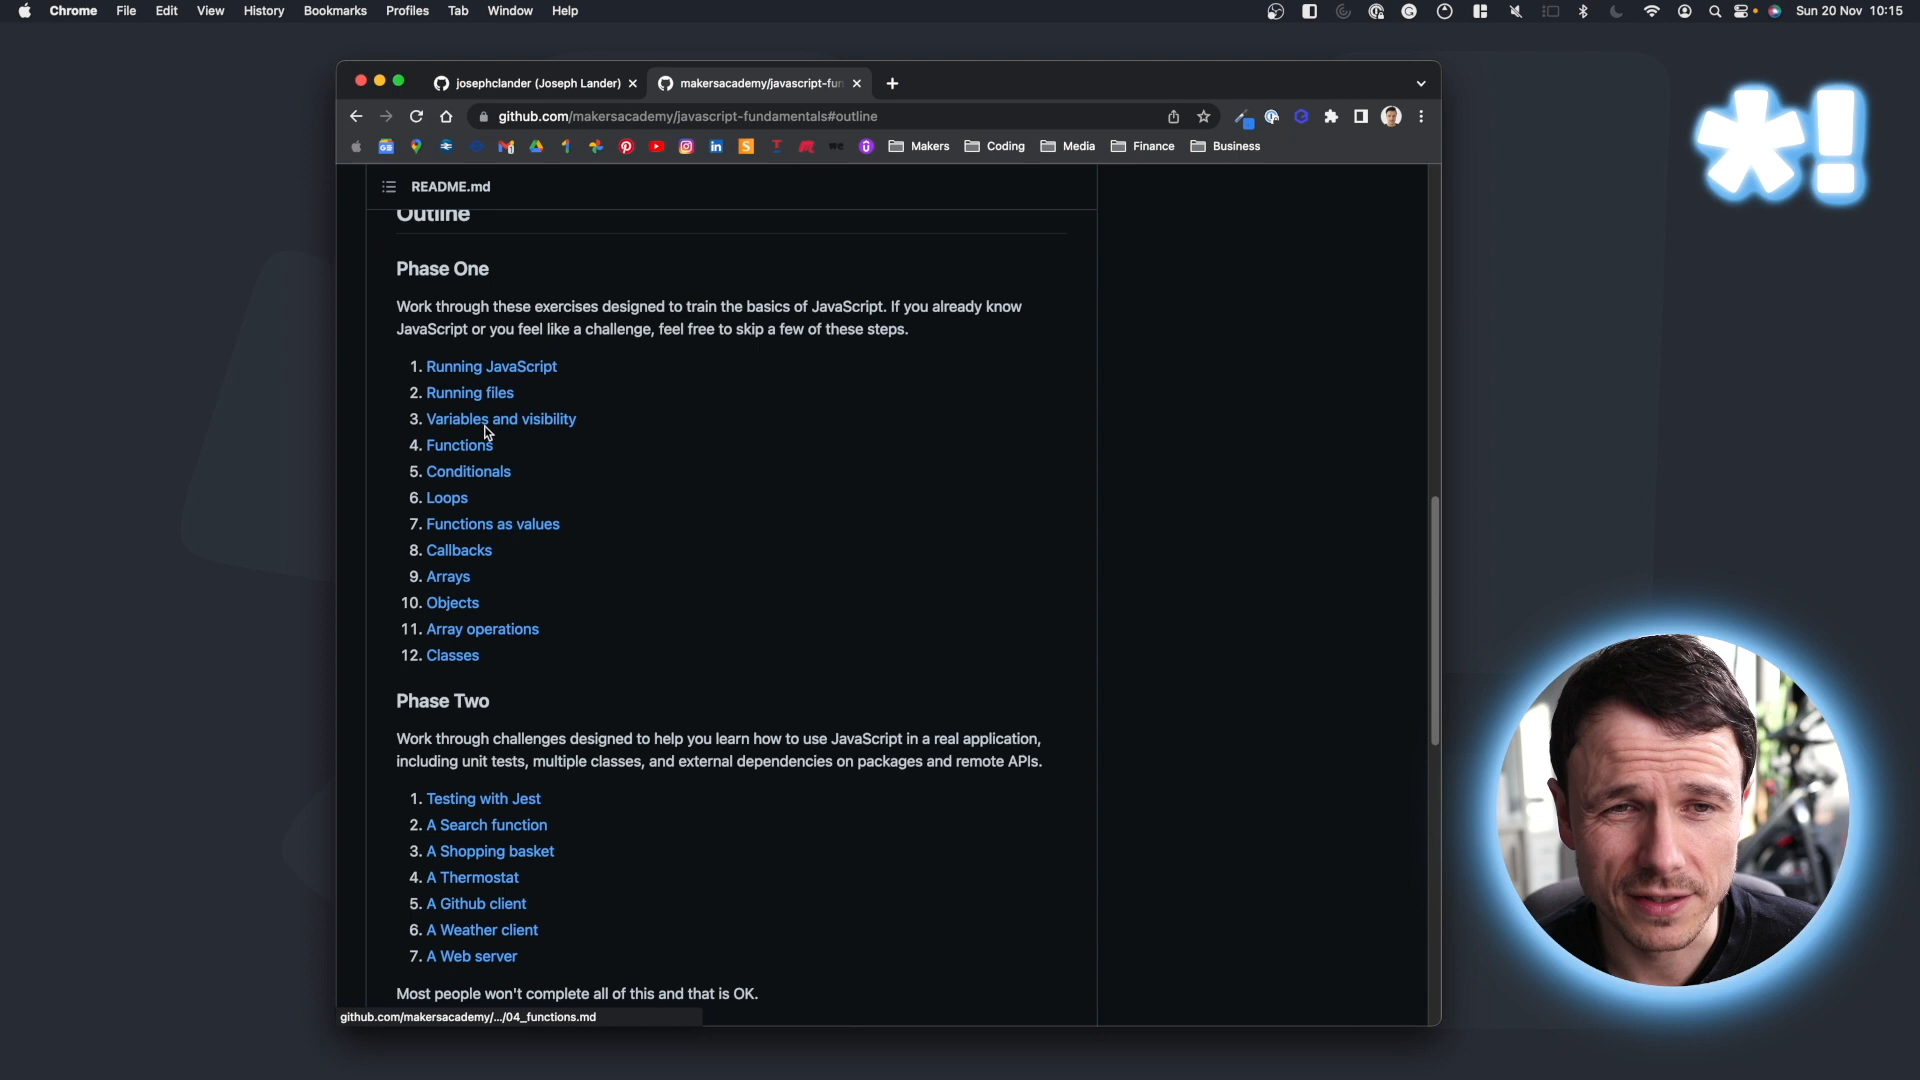 Chrome File Edit View History Bookmarks Profiles Tab Window Help Sun 20 Nov 10:15
josephclander (Joseph Lander) makersacademy/javascript-fun
github.com/makersacademy/javascript-fundamentals#outline
Makers Coding Media Finance Business
README.md
Outline
Phase One
Work through these exercises designed to train the basics of JavaScript. If you already know
JavaScript or you feel like a challenge, feel free to skip a few of these steps.
1. Running JavaScript
2. Running files
3. Variables and visibility
4. Functions
5. Conditionals
6. Loops
7. Functions as values
8. Callbacks
9. Arrays
10. Objects
11. Array operations
12. Classes
Phase Two
Work through challenges designed to help you learn how to use JavaScript in a real application,
including unit tests, multiple classes, and external dependencies on packages and remote APIs.
1. Testing with Jest
2. A Search function
3. A Shopping basket
4. A Thermostat
5. A Github client
6. A Weather client
7. A Web server
Most people won't complete all of this and that is OK.
github.com/makersacademy/.../04_functions.md
*!